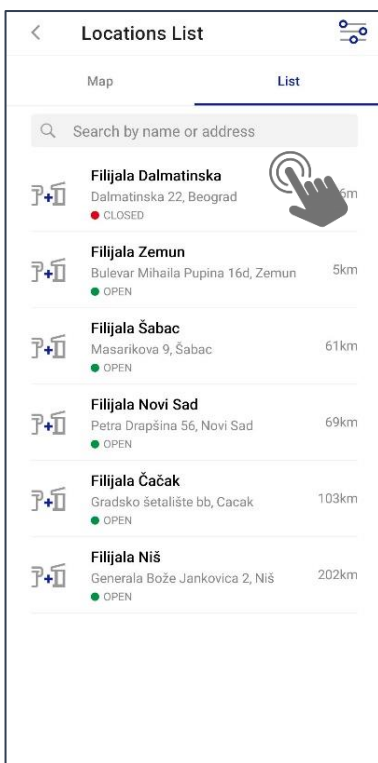 Locations List
Map
List
Search by name or address
Filijala Dalmatinska
Dalmatinska 22, Beograd
CLOSED
Filijala Zemun
Bulevar Mihaila Pupina 16d, Zemun
5km
OPEN
Filijala Šabac
Masarikova 9, Šabac
61km
OPEN
Filijala Novi Sad
Petra Drapšina 56, Novi Sad
69km
OPEN
Filijala Čačak
Gradsko šetalište bb, Cacak
103km
OPEN
Filijala Niš
Generala Bože Jankovica 2, Niš
202km
OPEN